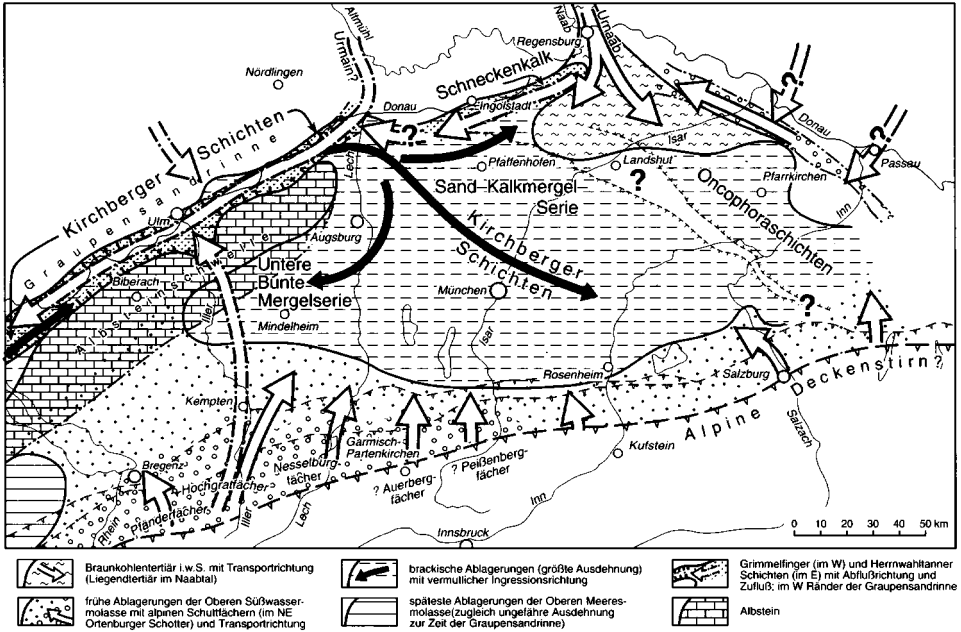 Altmühl
Urmain?
Naab
Urnaab
Regensburg
Nördlingen
Schneckenkalk
Donau
Ingolstadt
?
?
?
Donau
Passau
Kirchberger Schichten
Graupensandrinne
Lech
Isar
Pfaffenhofen
Landshut
?
Pfarrkirchen
Inn
Sand-Kalkmergel-
Serie
Oncophoraschichten
Ulm
Augsburg
Kirchberger
Schichten
Untere
Bunte
Mergelserie
Biberach
Albsteinschwelle
Iller
Mindelheim
München
Isar
?
Rosenheim
x Salzburg
Alpine Deckenstirn?
Kempten
Garmisch-
Partenkirchen
Kufstein
Salzach
Bregenz
Hochgratfächer
Nesselburg-
fächer
? Auerberg-
fächer
? Peißenberg-
fächer
Pfänderfächer
Rhein
Iller
Lech
Inn
Innsbruck
0 10 20 30 40 50 km
Braunkohlentertiär i.w.S. mit Transportrichtung
(Liegendtertiär im Naabtal)
brackische Ablagerungen (größte Ausdehnung)
mit vermutlicher Ingressionsrichtung
Grimmelfinger (im W) und Herrnwahltanner
Schichten (im E) mit Abflußrichtung und
Zufluß; im W Ränder der Graupensandrinne
frühe Ablagerungen der Oberen Süßwasser-
molasse mit alpinen Schuttfächern (im NE
Ortenburger Schotter) und Transportrichtung
späteste Ablagerungen der Oberen Meeres-
molasse(zugleich ungefähre Ausdehnung
zur Zeit der Graupensandrinne)
Albstein